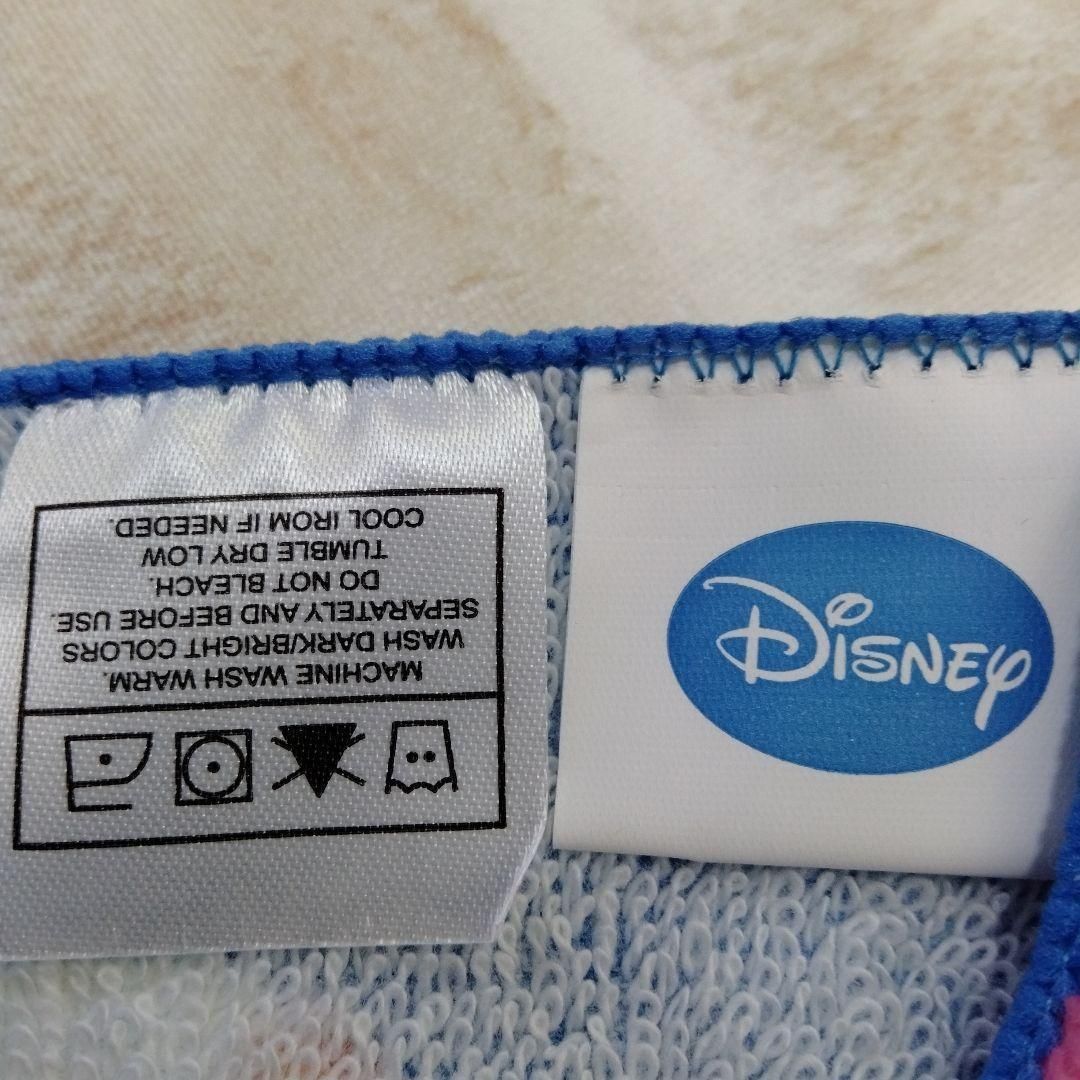 MACHINE WASH WARM.
WASH DARK/BRIGHT COLORS
SEPARATELY AND BEFORE USE.
DO NOT BLEACH.
TUMBLE DRY LOW
COOL IROM IF NEEDED.
DISNEY